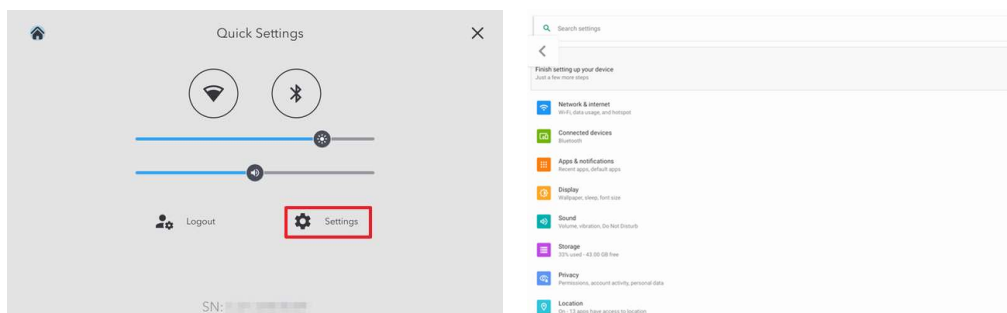 Quick Settings
Logout
Settings
SN:
Search settings
Finish setting up your device
Just a few more steps
Network & internet
Wi-Fi, data usage, and hotspot
Connected devices
Bluetooth
Apps & notifications
Recent apps, default apps
Display
Wallpaper, sleep, font size
Sound
Volume, vibration, Do Not Disturb
Storage
33% used - 43.00 GB free
Privacy
Permissions, account activity, personal data
Location
On - 13 apps have access to location